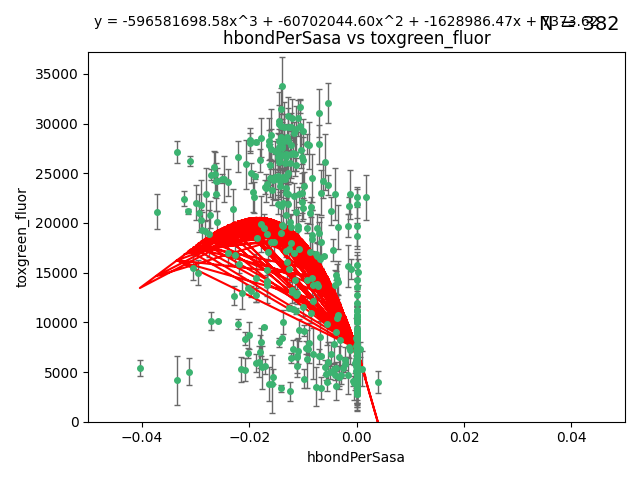 y = -596581698.58x^3 + -60702044.60x^2 + -1628986.47x + 7373.62
N = 382
hbondPerSasa vs toxgreen_fluor
35000
30000
25000
20000
15000
10000
5000
0
toxgreen_fluor
−0.04
−0.02
0.00
0.02
0.04
hbondPerSasa